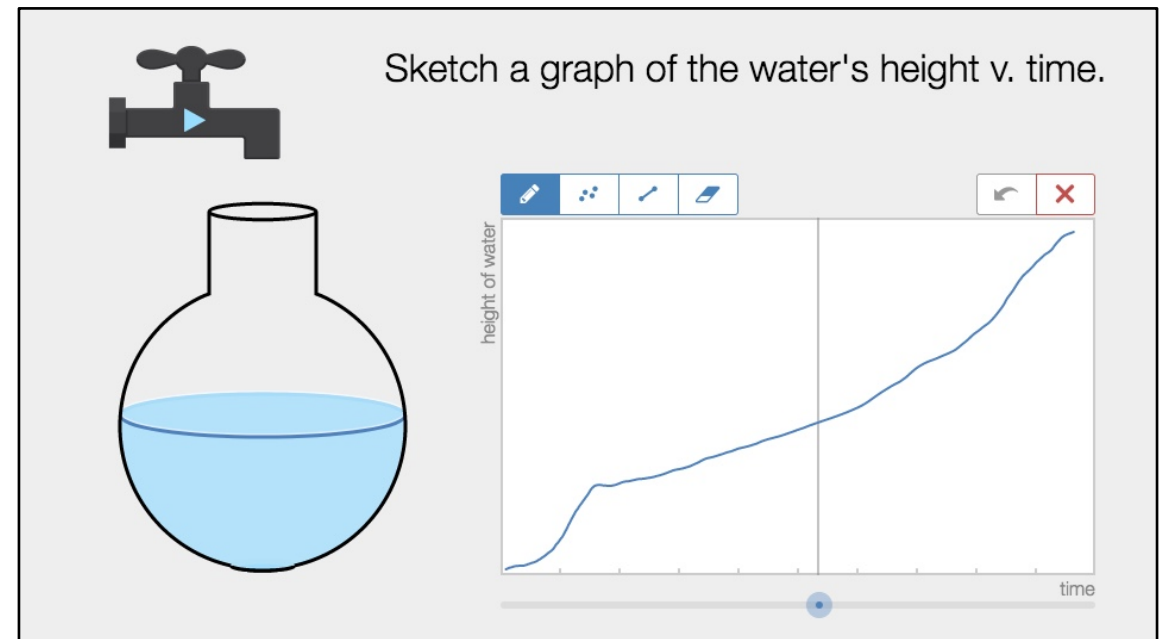 Sketch a graph of the water's height v. time.
height of water
time